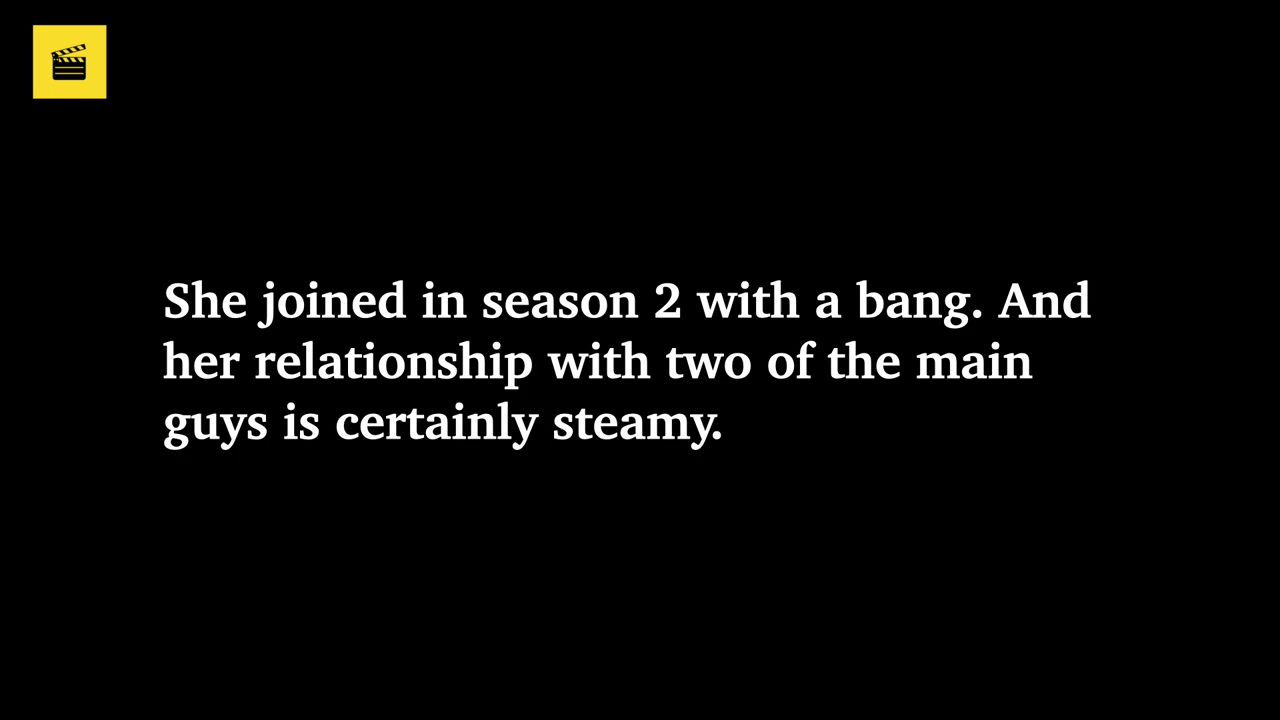 She joined in season 2 with a bang. And
her relationship with two of the main
guys is certainly steamy.